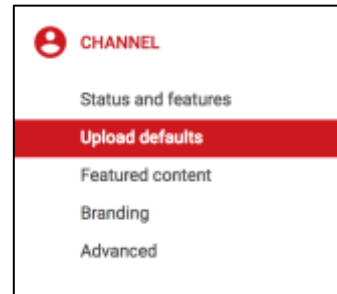 CHANNEL
Status and features
Upload defaults
Featured content
Branding
Advanced